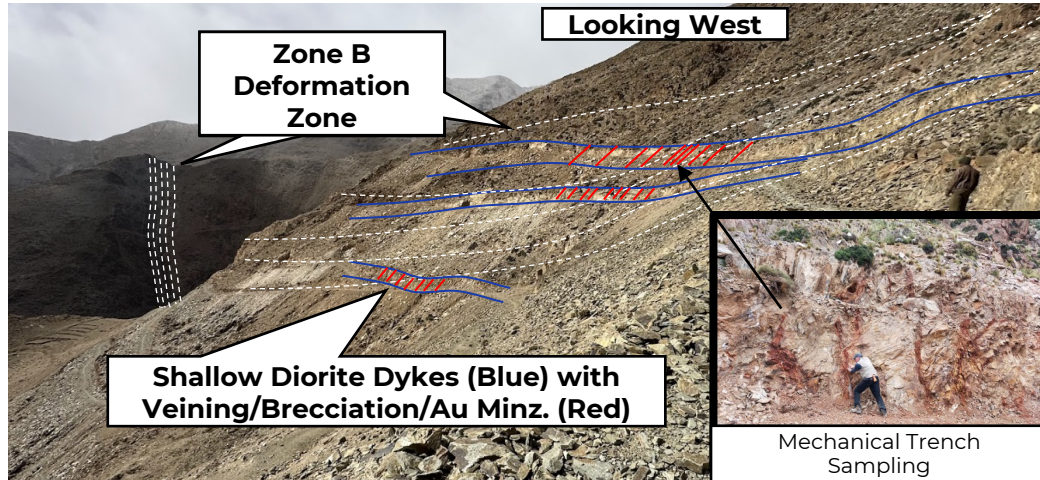 Looking West
Zone B
Deformation
Zone
Shallow Diorite Dykes (Blue) with
Veining/Brecciation/Au Minz. (Red)
Mechanical Trench
Sampling